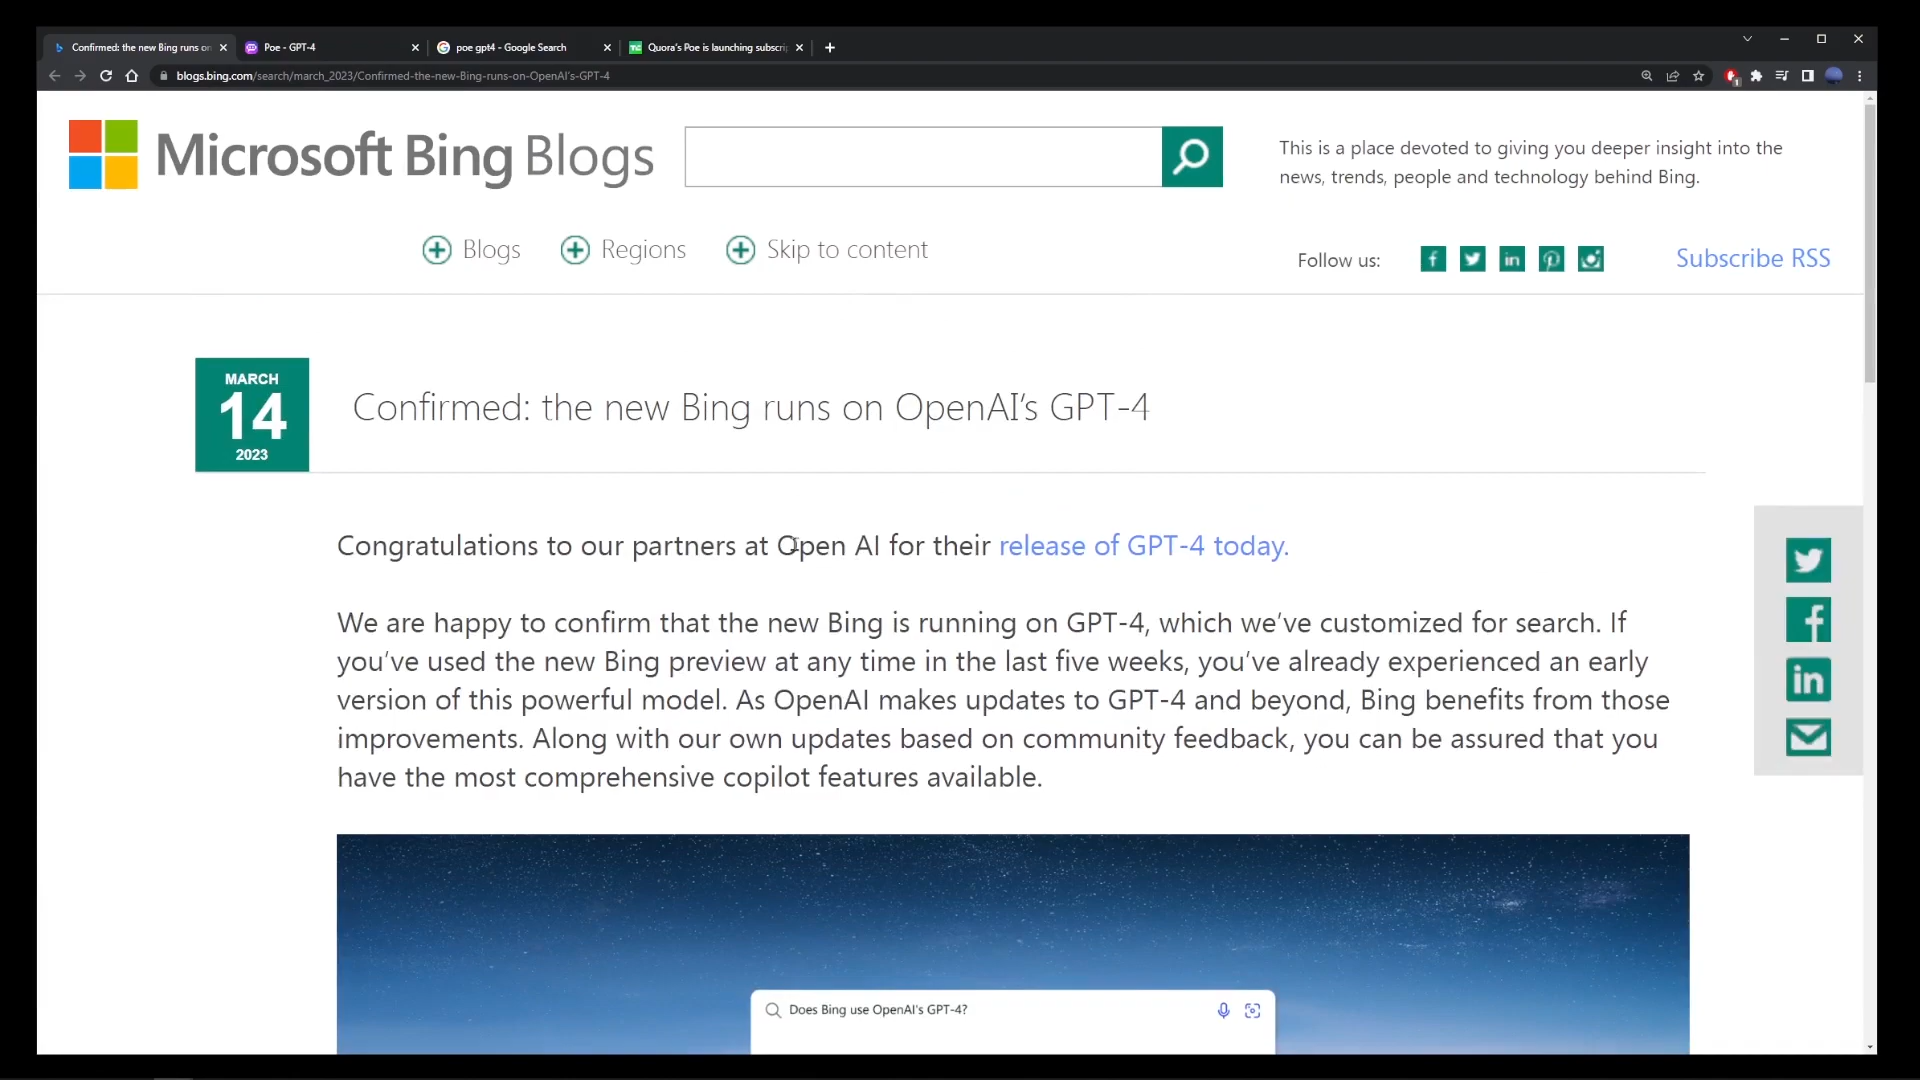 Confirmed: the new Bing runs on
Poe - GPT-4
poe gpt4 - Google Search
Quora's Poe is launching subscri
blogs.bing.com/search/march_2023/Confirmed-the-new-Bing-runs-on-OpenAI's-GPT-4
Microsoft Bing Blogs
This is a place devoted to giving you deeper insight into the
news, trends, people and technology behind Bing.
Blogs
Regions
Skip to content
Follow us:
Subscribe RSS
MARCH
14
2023
Confirmed: the new Bing runs on OpenAI’s GPT-4
Congratulations to our partners at Open AI for their release of GPT-4 today.
We are happy to confirm that the new Bing is running on GPT-4, which we’ve customized for search. If
you’ve used the new Bing preview at any time in the last five weeks, you’ve already experienced an early
version of this powerful model. As OpenAI makes updates to GPT-4 and beyond, Bing benefits from those
improvements. Along with our own updates based on community feedback, you can be assured that you
have the most comprehensive copilot features available.
Does Bing use OpenAI's GPT-4?